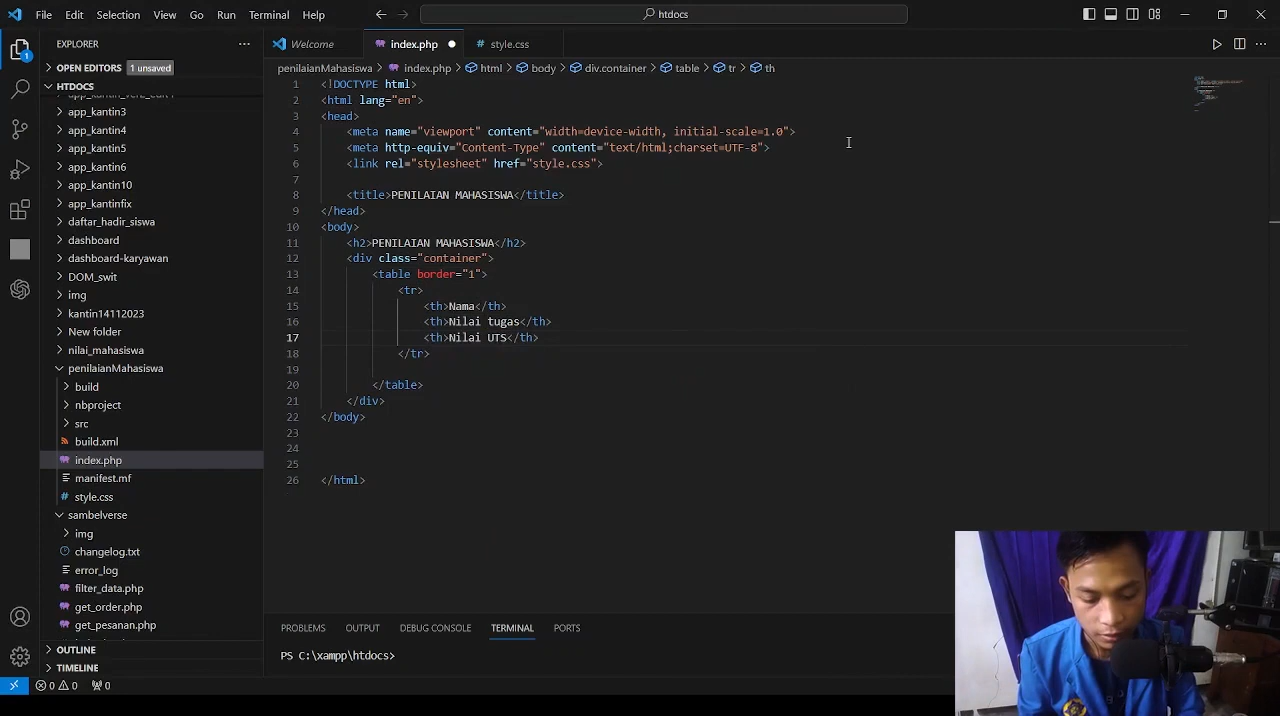 File Edit Selection View Go Run Terminal Help
htdocs
EXPLORER
Welcome
index.php
style.css
OPEN EDITORS 1 unsaved
penilaianMahasiswa > index.php > html > body > div.container > table > tr > th
HTDOCS
app_kantin3
app_kantin4
app_kantin5
app_kantin6
app_kantin10
app_kantinfix
daftar_hadir_siswa
dashboard
dashboard-karyawan
DOM_swit
img
kantin14112023
New folder
nilai_mahasiswa
penilaianMahasiswa
build
nbproject
src
build.xml
index.php
manifest.mf
style.css
sambelverse
img
changelog.txt
error_log
filter_data.php
get_order.php
get_pesanan.php
OUTLINE
TIMELINE
1 <!DOCTYPE html>
2 <html lang="en">
3 <head>
4 <meta name="viewport" content="width=device-width, initial-scale=1.0">
5 <meta http-equiv="Content-Type" content="text/html;charset=UTF-8">
6 <link rel="stylesheet" href="style.css">
7
8 <title>PENILAIAN MAHASISWA</title>
9 </head>
10 <body>
11 <h2>PENILAIAN MAHASISWA</h2>
12 <div class="container">
13 <table border="1">
14 <tr>
15 <th>Nama</th>
16 <th>Nilai tugas</th>
17 <th>Nilai UTS</th>
18 </tr>
19
20 </table>
21 </div>
22 </body>
23
24
25
26 </html>
PROBLEMS OUTPUT DEBUG CONSOLE TERMINAL PORTS
PS C:\xampp\htdocs>
0 0 0
1